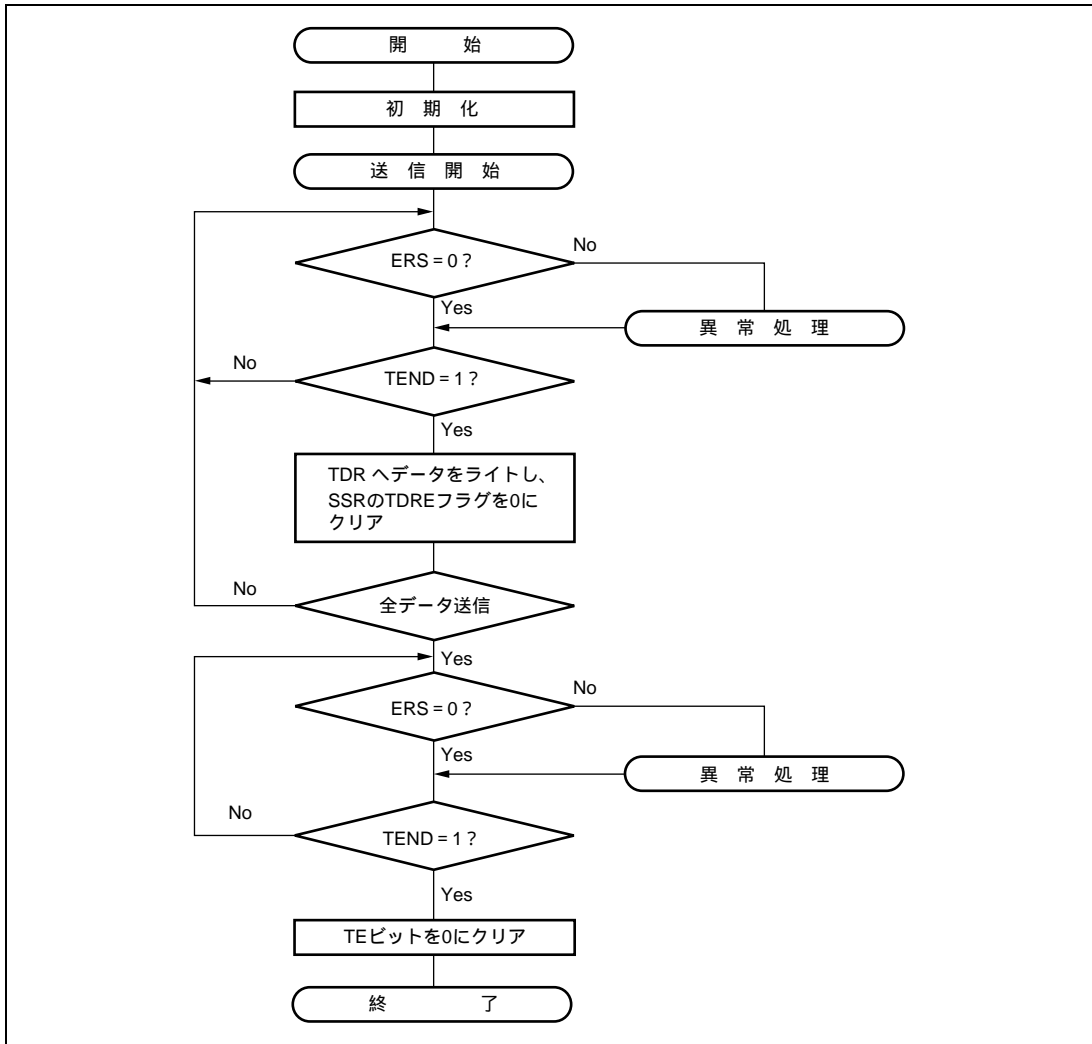 開 始
初 期 化
送 信 開 始
ERS = 0 ?
No
Yes
異 常 処 理
No
TEND = 1 ?
Yes
TDR へデータをライトし、
SSRのTDREフラグを0に
クリア
No
全データ送信
Yes
ERS = 0 ?
No
Yes
異 常 処 理
No
TEND = 1 ?
Yes
TEビットを0にクリア
終 了